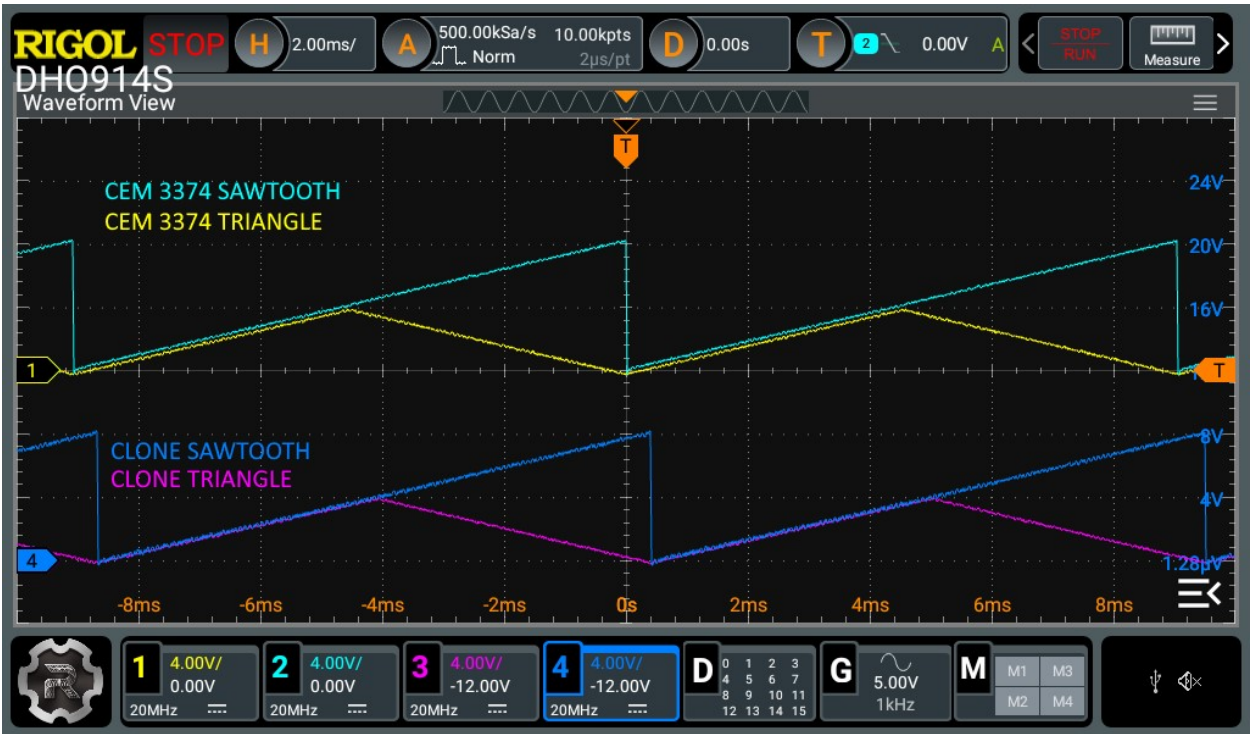 RIGOL STOP H 2.00ms/ A 500.00kSa/s 10.00kpts D 0.00s T 2 0.00V A STOP RUN Measure
Norm 2μs/pt
DHO914S
Waveform View
T
24V
CEM 3374 SAWTOOTH
CEM 3374 TRIANGLE
20V
16V
1 T
8V
CLONE SAWTOOTH
CLONE TRIANGLE
4V
4 1.28μV
-8ms -6ms -4ms -2ms 0s 2ms 4ms 6ms 8ms
1 4.00V/ 0.00V 20MHz
2 4.00V/ 0.00V 20MHz
3 4.00V/ -12.00V 20MHz
4 4.00V/ -12.00V 20MHz
D 0 1 2 3
4 5 6 7
8 9 10 11
12 13 14 15
G 5.00V 1kHz
M M1 M3
M2 M4